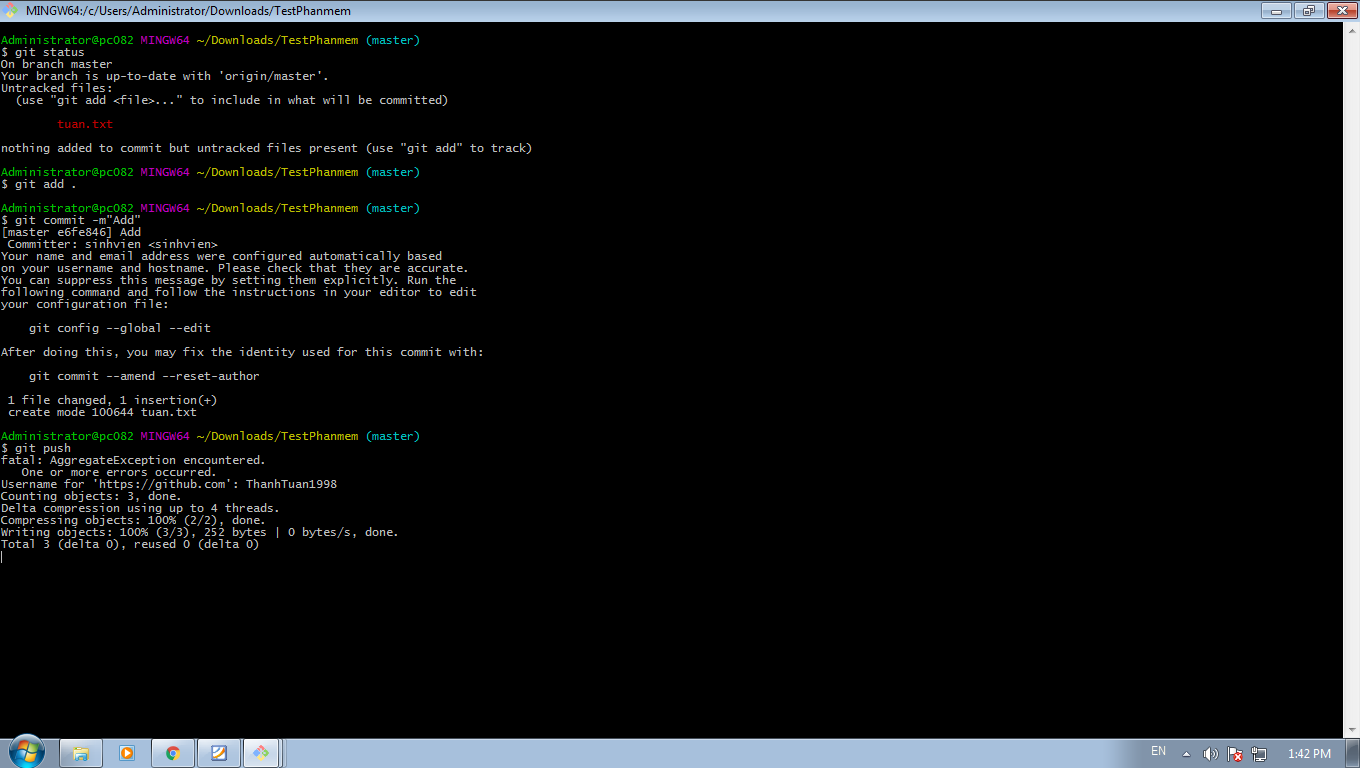 MINGW64:/c/Users/Administrator/Downloads/TestPhanmem
Administrator@pc082 MINGW64 ~/Downloads/TestPhanmem (master)
$ git status
On branch master
Your branch is up-to-date with 'origin/master'.
Untracked files:
  (use "git add <file>..." to include in what will be committed)
        tuan.txt
nothing added to commit but untracked files present (use "git add" to track)
Administrator@pc082 MINGW64 ~/Downloads/TestPhanmem (master)
$ git add .
Administrator@pc082 MINGW64 ~/Downloads/TestPhanmem (master)
$ git commit -m"Add"
[master e6fe846] Add
 Committer: sinhvien <sinhvien>
Your name and email address were configured automatically based
on your username and hostname. Please check that they are accurate.
You can suppress this message by setting them explicitly. Run the
following command and follow the instructions in your editor to edit
your configuration file:
    git config --global --edit
After doing this, you may fix the identity used for this commit with:
    git commit --amend --reset-author
 1 file changed, 1 insertion(+)
 create mode 100644 tuan.txt
Administrator@pc082 MINGW64 ~/Downloads/TestPhanmem (master)
$ git push
fatal: AggregateException encountered.
   One or more errors occurred.
Username for 'https://github.com': ThanhTuan1998
Counting objects: 3, done.
Delta compression using up to 4 threads.
Compressing objects: 100% (2/2), done.
Writing objects: 100% (3/3), 252 bytes | 0 bytes/s, done.
Total 3 (delta 0), reused 0 (delta 0)
EN
1:42 PM